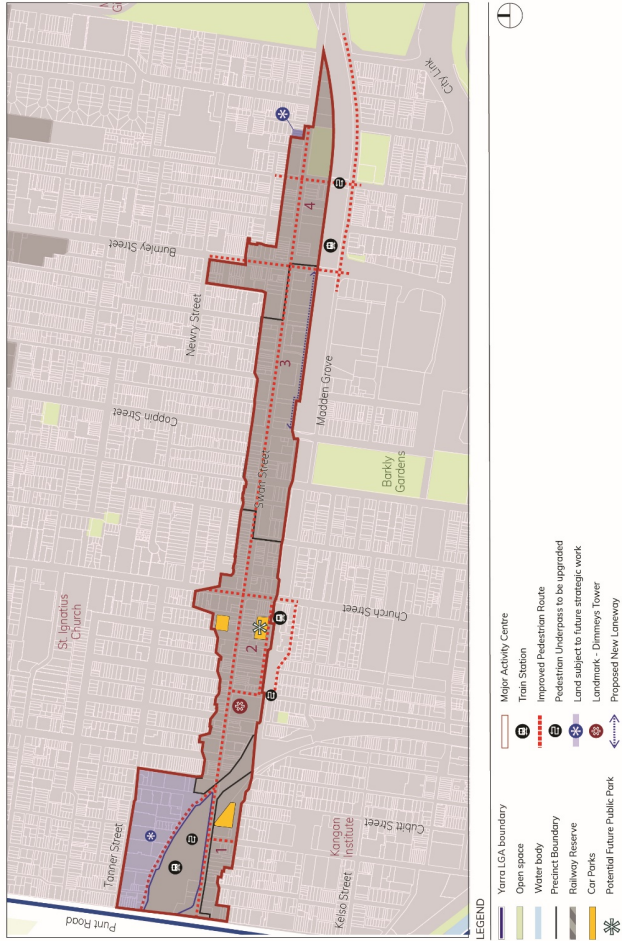 Punt Road
Tanner Street
St. Ignatius
Church
Coppin Street
Newry Street
Burnley Street
City Link
Swan Street
1
2
3
4
Kelso Street
Kangan
Institute
Cubitt Street
Church Street
Barkly
Gardens
Madden Grove
LEGEND
Yarra LGA boundary
Open space
Water body
Precinct Boundary
Railway Reserve
Car Parks
Potential Future Public Park
Major Activity Centre
Train Station
Improved Pedestrian Route
Pedestrian Underpass to be upgraded
Land subject to future strategic work
Landmark - Dimmeys Tower
Proposed New Laneway